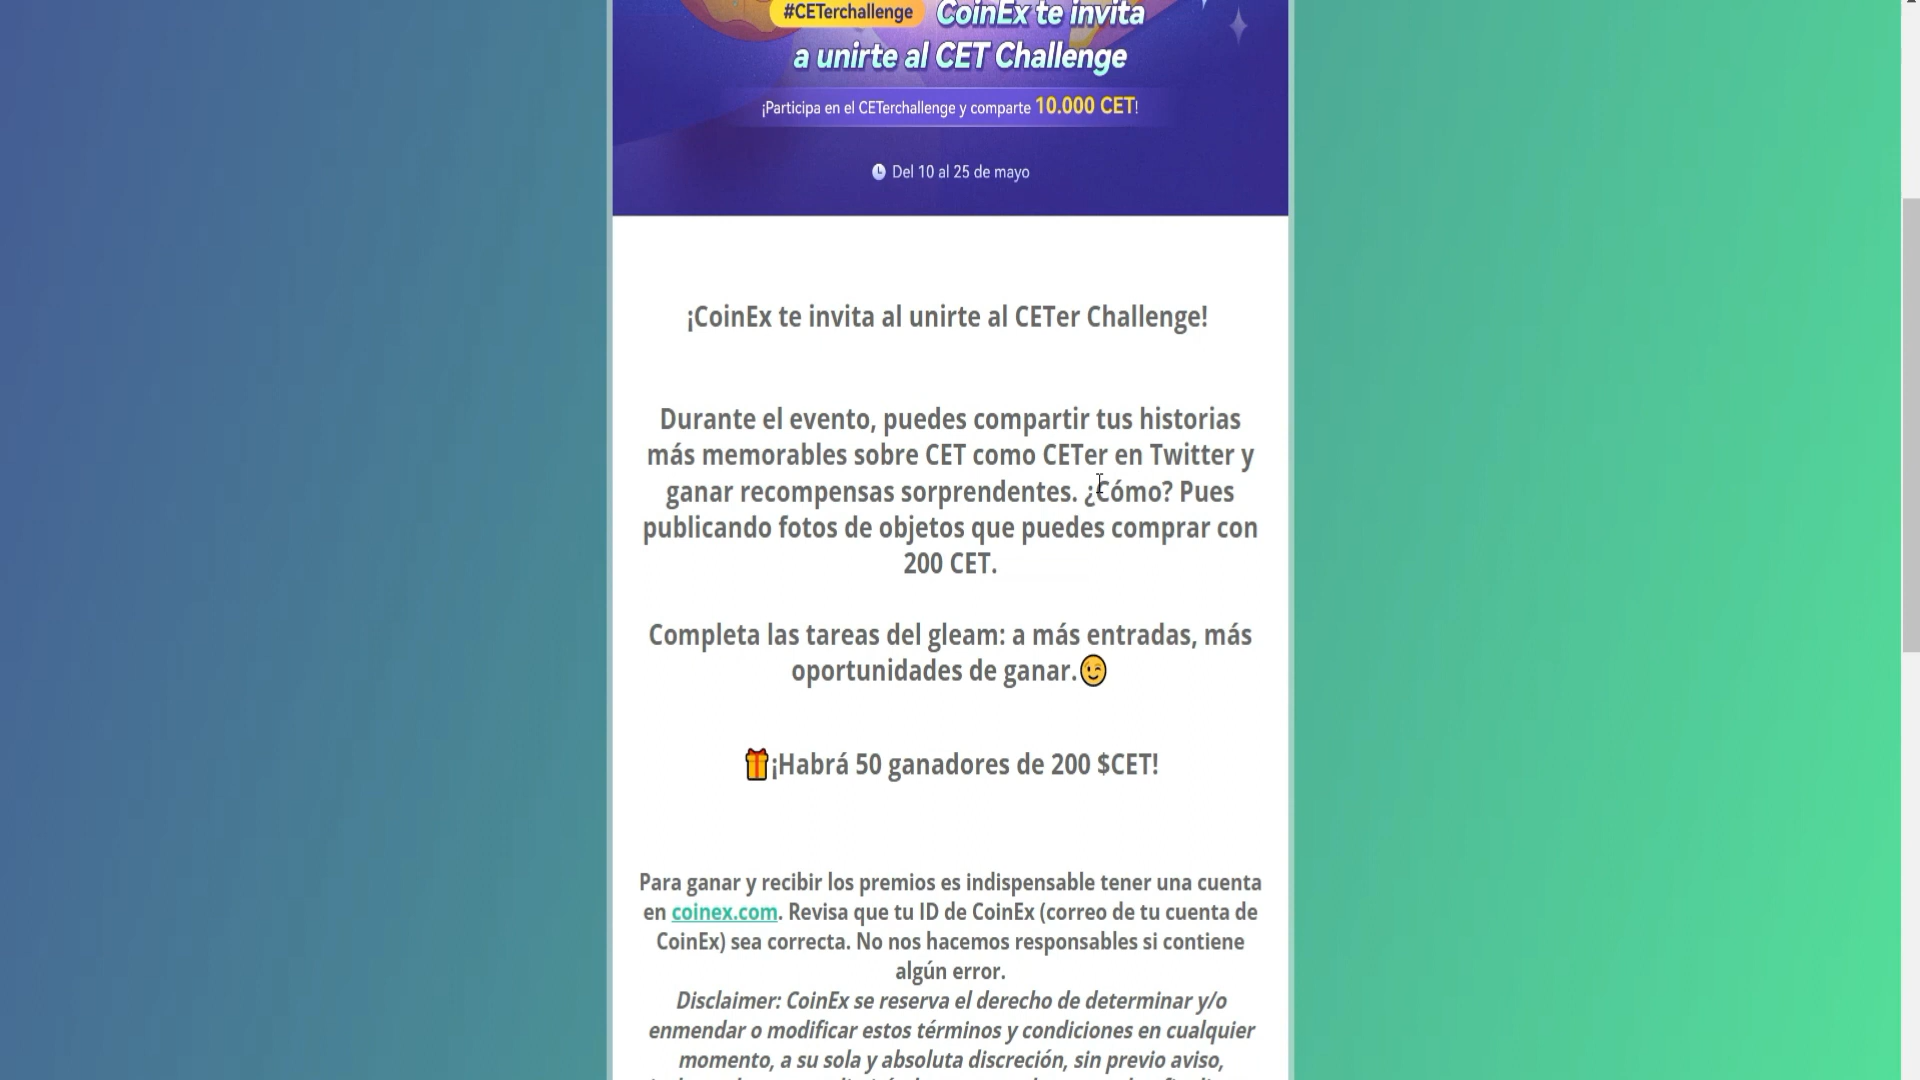 #CETerchallenge CoinEx te invita
a unirte al CET Challenge
¡Participa en el CETerchallenge y comparte 10.000 CET!
Del 10 al 25 de mayo
¡CoinEx te invita al unirte al CETer Challenge!
Durante el evento, puedes compartir tus historias
más memorables sobre CET como CETer en Twitter y
ganar recompensas sorprendentes. ¿Cómo? Pues
publicando fotos de objetos que puedes comprar con
200 CET.
Completa las tareas del gleam: a más entradas, más
oportunidades de ganar.😉
🎁¡Habrá 50 ganadores de 200 $CET!
Para ganar y recibir los premios es indispensable tener una cuenta
en coinex.com. Revisa que tu ID de CoinEx (correo de tu cuenta de
CoinEx) sea correcta. No nos hacemos responsables si contiene
algún error.
Disclaimer: CoinEx se reserva el derecho de determinar y/o
enmendar o modificar estos términos y condiciones en cualquier
momento, a su sola y absoluta discreción, sin previo aviso,